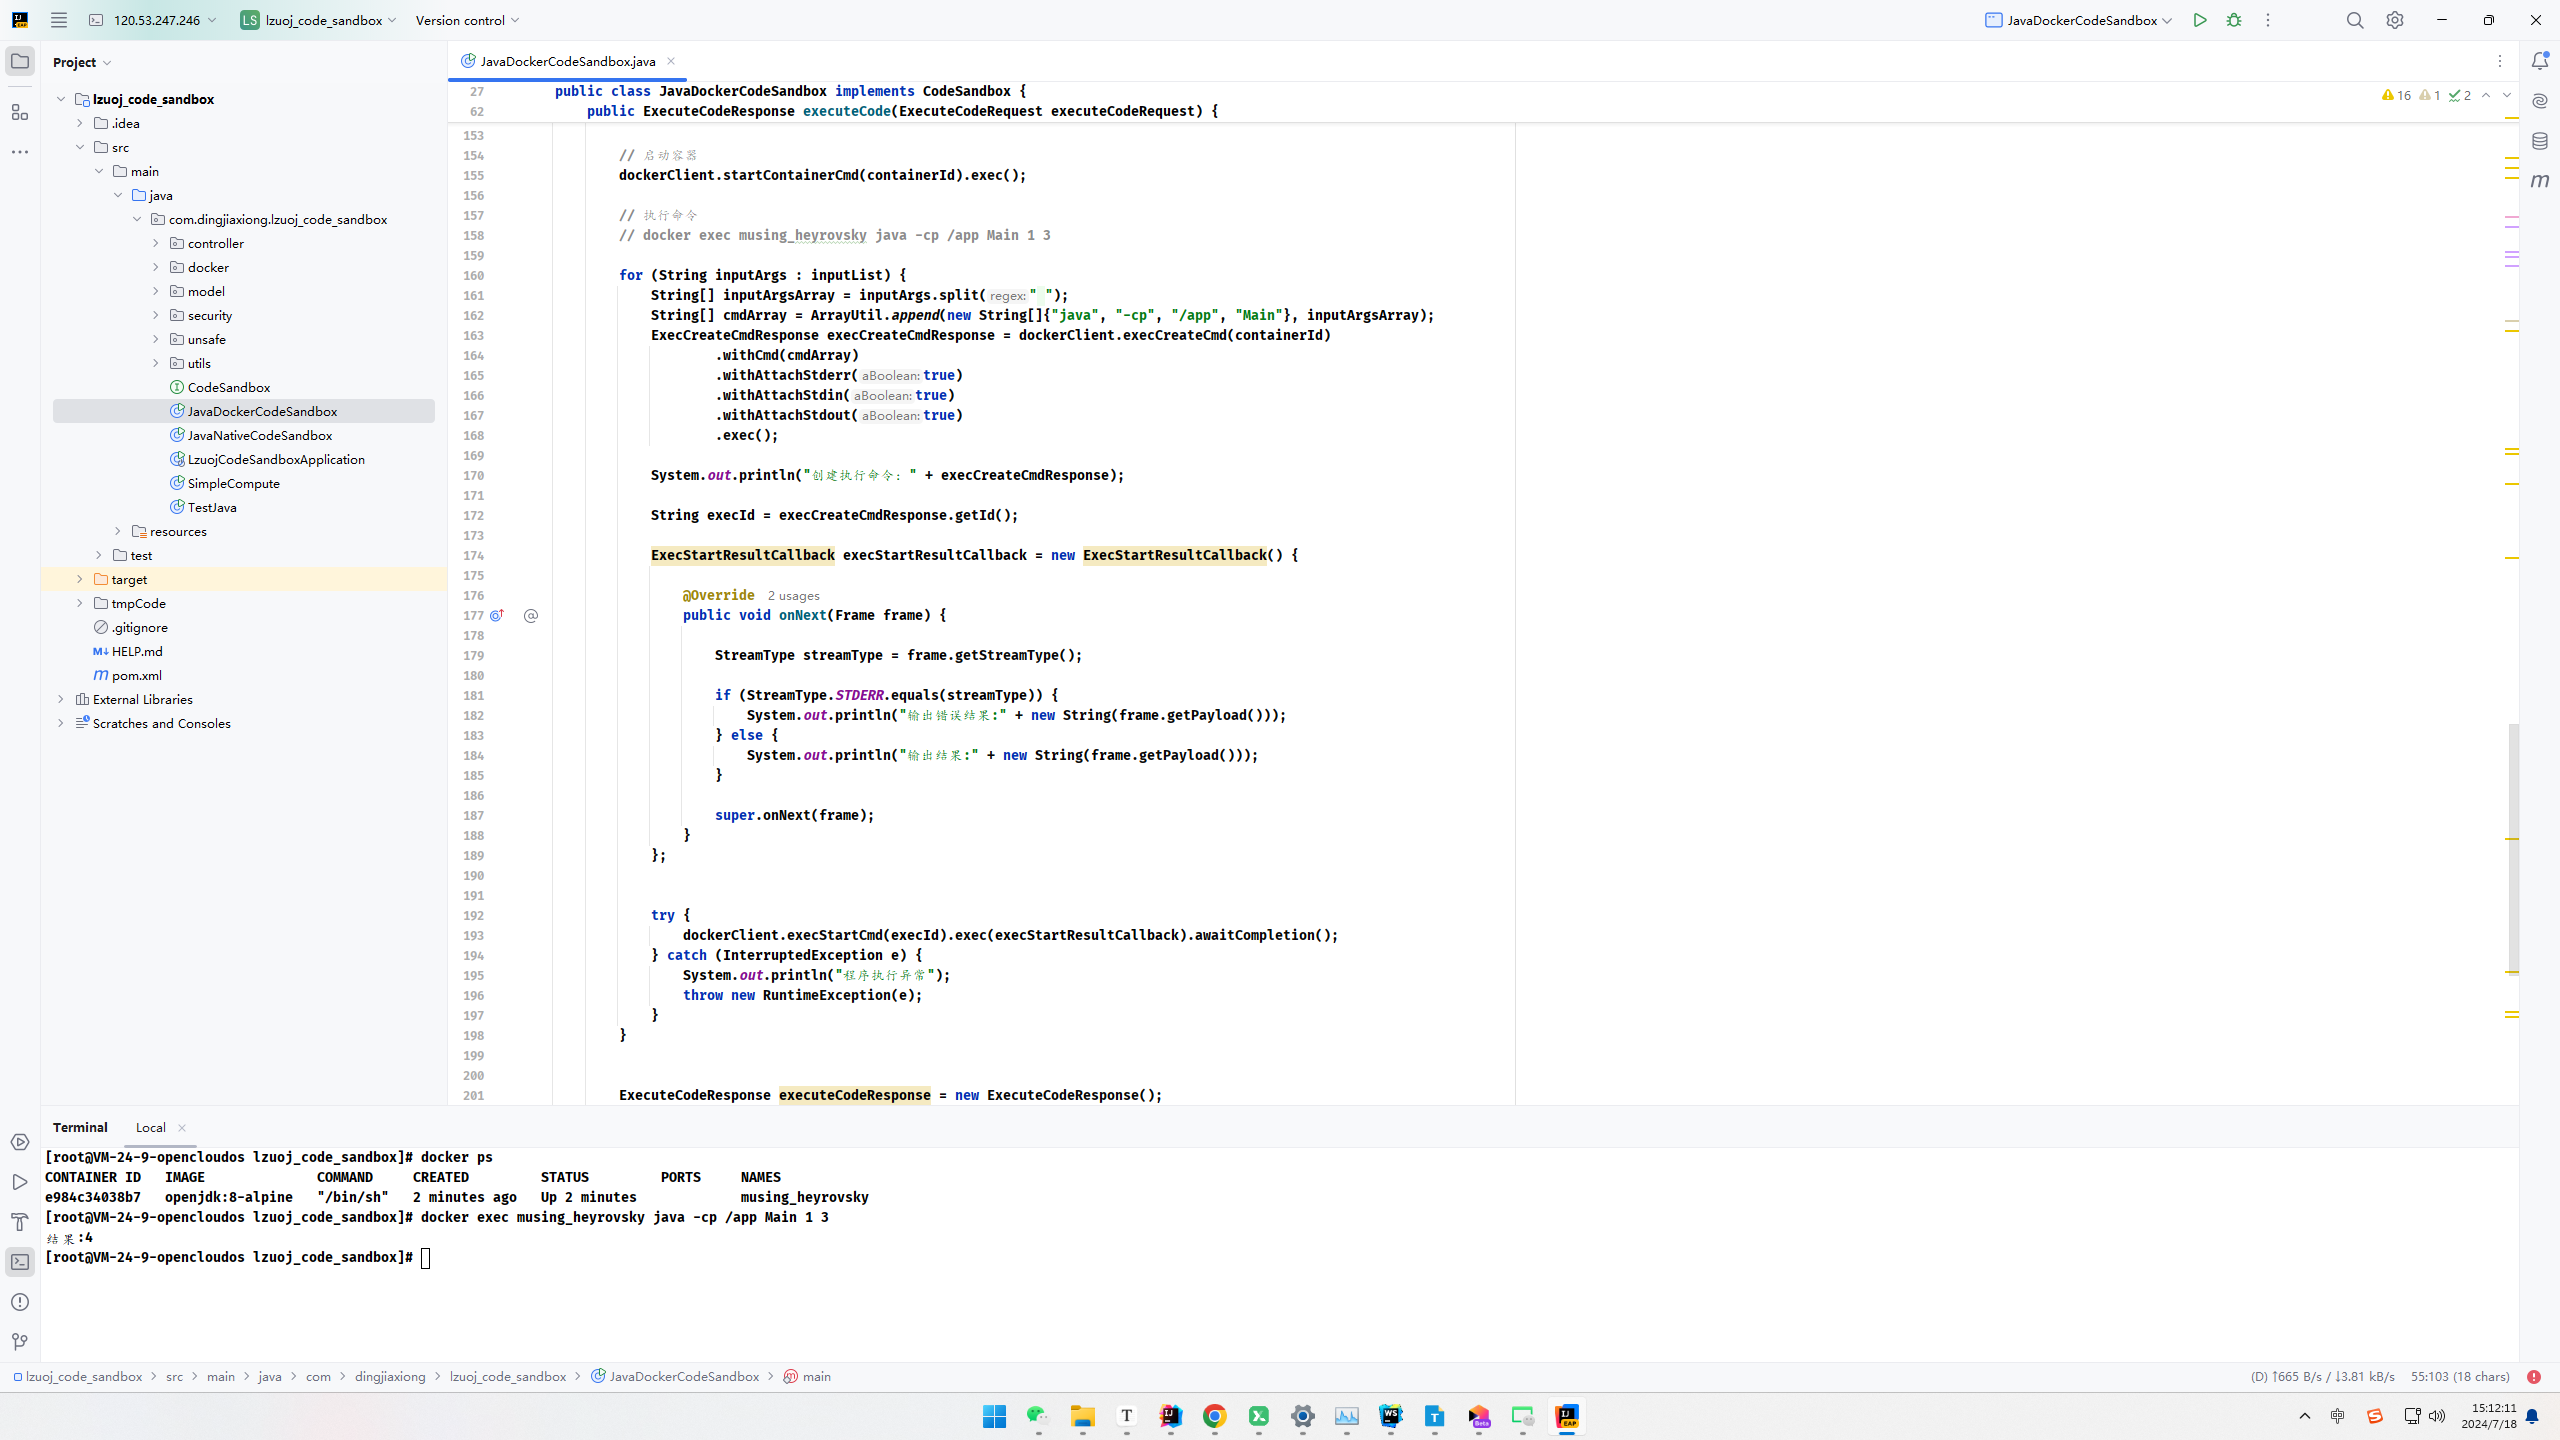 120.53.247.246
LS lzuoj_code_sandbox
Version control
JavaDockerCodeSandbox
Project
lzuoj_code_sandbox
.idea
src
main
java
com.dingjiaxiong.lzuoj_code_sandbox
controller
docker
model
security
unsafe
utils
CodeSandbox
JavaDockerCodeSandbox
JavaNativeCodeSandbox
LzuojCodeSandboxApplication
SimpleCompute
TestJava
resources
test
target
tmpCode
.gitignore
HELP.md
pom.xml
External Libraries
Scratches and Consoles
JavaDockerCodeSandbox.java
16 1 2
27 public class JavaDockerCodeSandbox implements CodeSandbox {
62 public ExecuteCodeResponse executeCode(ExecuteCodeRequest executeCodeRequest) {
153
154 // 启动容器
155 dockerClient.startContainerCmd(containerId).exec();
156
157 // 执行命令
158 // docker exec musing_heyrovsky java -cp /app Main 1 3
159
160 for (String inputArgs : inputList) {
161 String[] inputArgsArray = inputArgs.split( regex: " ");
162 String[] cmdArray = ArrayUtil.append(new String[]{"java", "-cp", "/app", "Main"}, inputArgsArray);
163 ExecCreateCmdResponse execCreateCmdResponse = dockerClient.execCreateCmd(containerId)
164 .withCmd(cmdArray)
165 .withAttachStderr( aBoolean: true)
166 .withAttachStdin( aBoolean: true)
167 .withAttachStdout( aBoolean: true)
168 .exec();
169
170 System.out.println("创建执行命令: " + execCreateCmdResponse);
171
172 String execId = execCreateCmdResponse.getId();
173
174 ExecStartResultCallback execStartResultCallback = new ExecStartResultCallback() {
175
176 @Override 2 usages
177 public void onNext(Frame frame) {
178
179 StreamType streamType = frame.getStreamType();
180
181 if (StreamType.STDERR.equals(streamType)) {
182 System.out.println("输出错误结果:" + new String(frame.getPayload()));
183 } else {
184 System.out.println("输出结果:" + new String(frame.getPayload()));
185 }
186
187 super.onNext(frame);
188 }
189 };
190
191
192 try {
193 dockerClient.execStartCmd(execId).exec(execStartResultCallback).awaitCompletion();
194 } catch (InterruptedException e) {
195 System.out.println("程序执行异常");
196 throw new RuntimeException(e);
197 }
198 }
199
200
201 ExecuteCodeResponse executeCodeResponse = new ExecuteCodeResponse();
Terminal Local
[root@VM-24-9-opencloudos lzuoj_code_sandbox]# docker ps
CONTAINER ID IMAGE COMMAND CREATED STATUS PORTS NAMES
e984c34038b7 openjdk:8-alpine "/bin/sh" 2 minutes ago Up 2 minutes musing_heyrovsky
[root@VM-24-9-opencloudos lzuoj_code_sandbox]# docker exec musing_heyrovsky java -cp /app Main 1 3
结果:4
[root@VM-24-9-opencloudos lzuoj_code_sandbox]#
lzuoj_code_sandbox > src > main > java > com > dingjiaxiong > lzuoj_code_sandbox > JavaDockerCodeSandbox > main
(D) ↑665 B/s / ↓3.81 kB/s 55:103 (18 chars)
中
15:12:11
2024/7/18